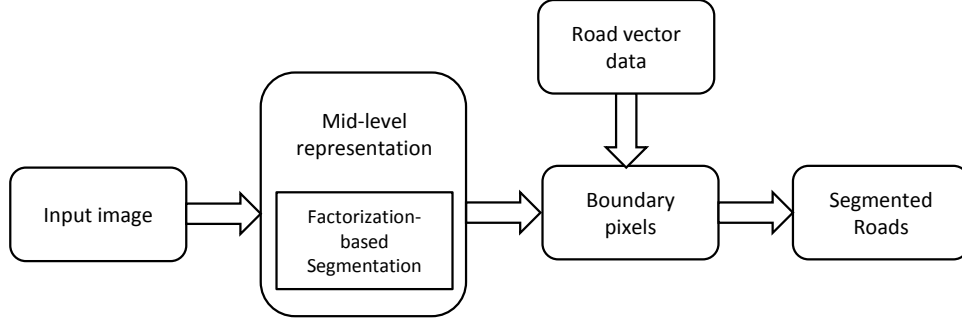 Input image
Mid-level
representation
Factorization-
based
Segmentation
Road vector
data
Boundary
pixels
Segmented
Roads